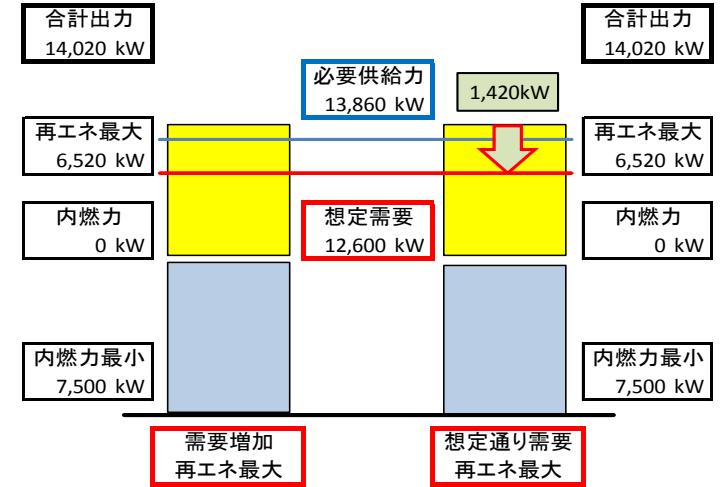 合計出力
14,020 kW
合計出力
14,020 kW
必要供給力
13,860 kW
1,420kW
再エネ最大
6,520 kW
再エネ最大
6,520 kW
内燃力
0 kW
想定需要
12,600 kW
内燃力
0 kW
内燃力最小
7,500 kW
内燃力最小
7,500 kW
需要増加
再エネ最大
想定通り需要
再エネ最大